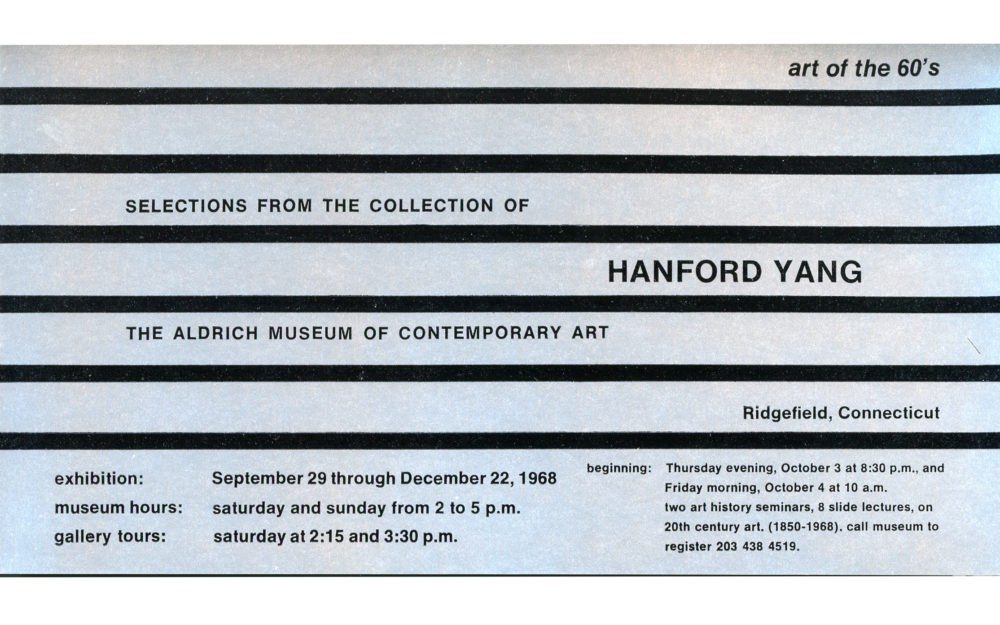 art of the 60's
SELECTIONS FROM THE COLLECTION OF
HANFORD YANG
THE ALDRICH MUSEUM OF CONTEMPORARY ART
Ridgefield, Connecticut
exhibition: September 29 through December 22, 1968
museum hours: saturday and sunday from 2 to 5 p.m.
gallery tours: saturday at 2:15 and 3:30 p.m.
beginning: Thursday evening, October 3 at 8:30 p.m., and
Friday morning, October 4 at 10 a.m.
two art history seminars, 8 slide lectures, on
20th century art. (1850-1968). call museum to
register 203 438 4519.